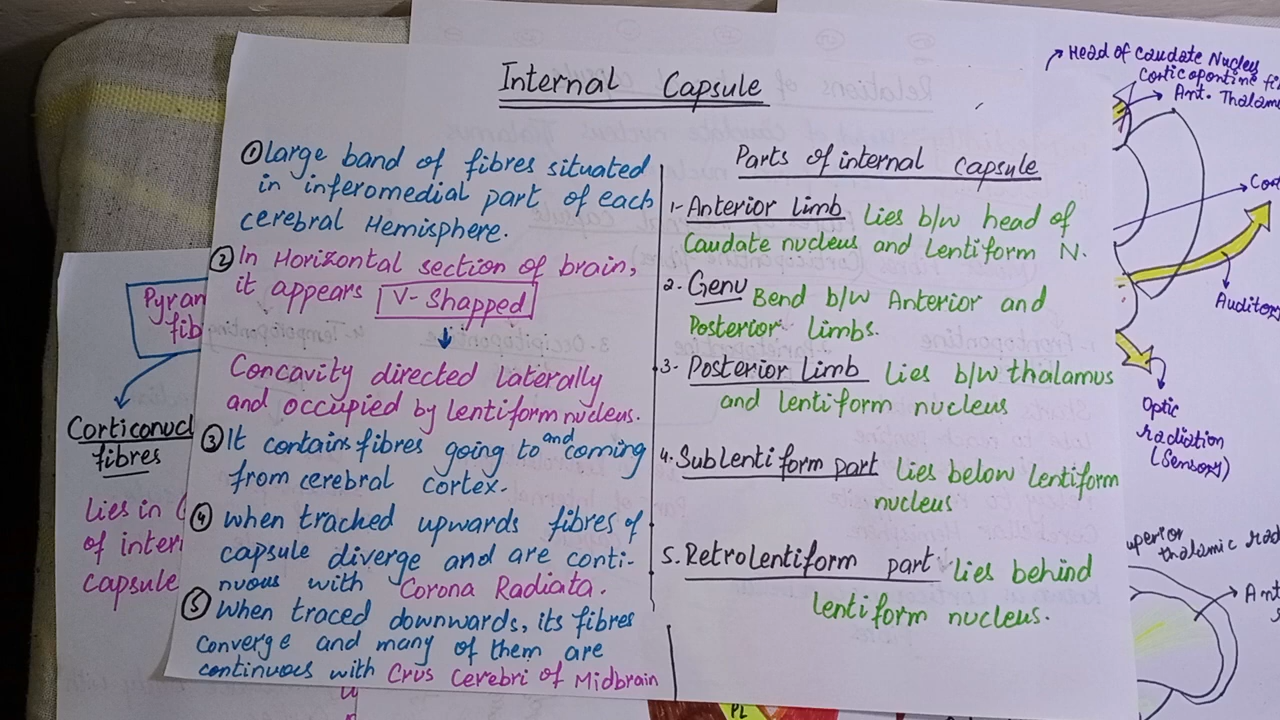 Internal Capsule
① Large band of fibres situated
in inferomedial part of each
cerebral Hemisphere.
② In Horizontal section of brain,
it appears V-Shapped
Concavity directed laterally
and occupied by lentiform nucleus.
③ It contains fibres going to and coming
from cerebral cortex.
④ when tracked upwards fibres of
capsule diverge and are conti-
nuous with Corona Radiata.
⑤ When traced downwards, its fibres
converge and many of them are
continuous with Crus Cerebri of Midbrain
Parts of internal capsule
1- Anterior limb Lies b/w head of
Caudate nucleus and Lentiform N.
2- Genu Bend b/w Anterior and
Posterior limbs.
3- Posterior Limb Lies b/w thalamus
and lentiform nucleus
4. Sublentiform part Lies below Lentiform
nucleus
5. Retrolentiform part lies behind
lentiform nucleus.
Pyran
fib
Corticonucl
fibres
Lies in
of inter
capsule
Head of Caudate Nucley
Corticopontine fi
Ant. Thalam
Cort
Auditory
Optic
radiation
(Sensory)
uperior
thalamic rad
Ant
PL